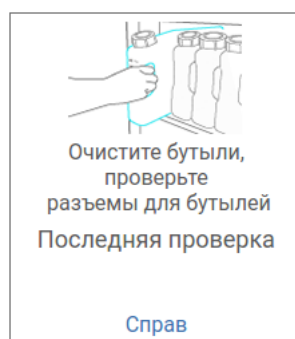 Очистите бутыли,
проверьте
разъемы для бутылей
Последняя проверка
Справ